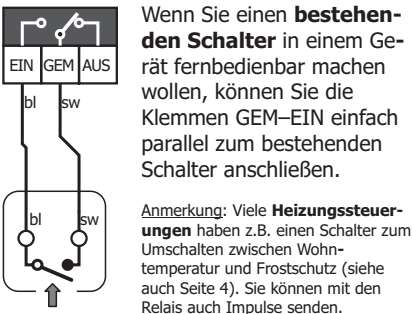 EIN GEM AUS
bl sw
bl sw
Wenn Sie einen bestehen-
den Schalter in einem Ge-
rät fernbedienbar machen
wollen, können Sie die
Klemmen GEM–EIN einfach
parallel zum bestehenden
Schalter anschließen.
Anmerkung: Viele Heizungssteuer-
ungen haben z.B. einen Schalter zum
Umschalten zwischen Wohn-
temperatur und Frostschutz (siehe
auch Seite 4). Sie können mit den
Relais auch Impulse senden.